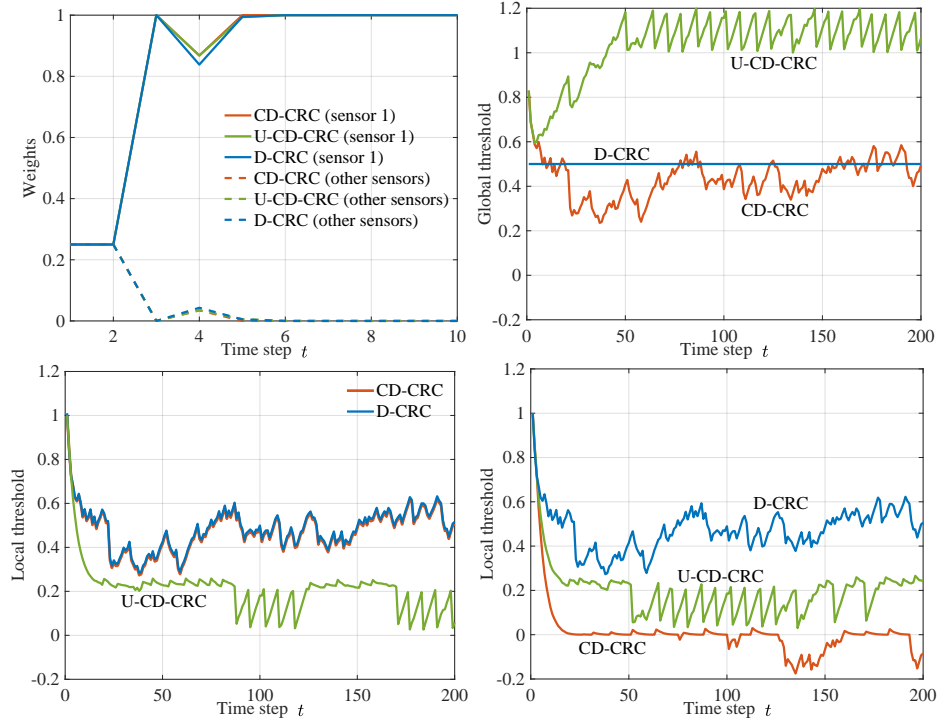 1
0.8
0.6
0.4
0.2
0
Weights
CD-CRC (sensor 1)
U-CD-CRC (sensor 1)
D-CRC (sensor 1)
CD-CRC (other sensors)
U-CD-CRC (other sensors)
D-CRC (other sensors)
2 4 6 8 10
Time step t
1.2
1
0.8
0.6
0.4
0.2
0
-0.2
Global threshold
U-CD-CRC
D-CRC
CD-CRC
0 50 100 150 200
Time step t
1.2
1
0.8
0.6
0.4
0.2
0
-0.2
Local threshold
CD-CRC
D-CRC
U-CD-CRC
0 50 100 150 200
Time step t
1.2
1
0.8
0.6
0.4
0.2
0
-0.2
Local threshold
D-CRC
U-CD-CRC
CD-CRC
0 50 100 150 200
Time step t